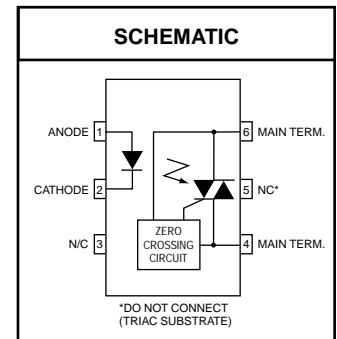 SCHEMATIC
ANODE 1
6 MAIN TERM.
CATHODE 2
5 NC*
N/C 3
ZERO
CROSSING
CIRCUIT
4 MAIN TERM.
*DO NOT CONNECT
(TRIAC SUBSTRATE)